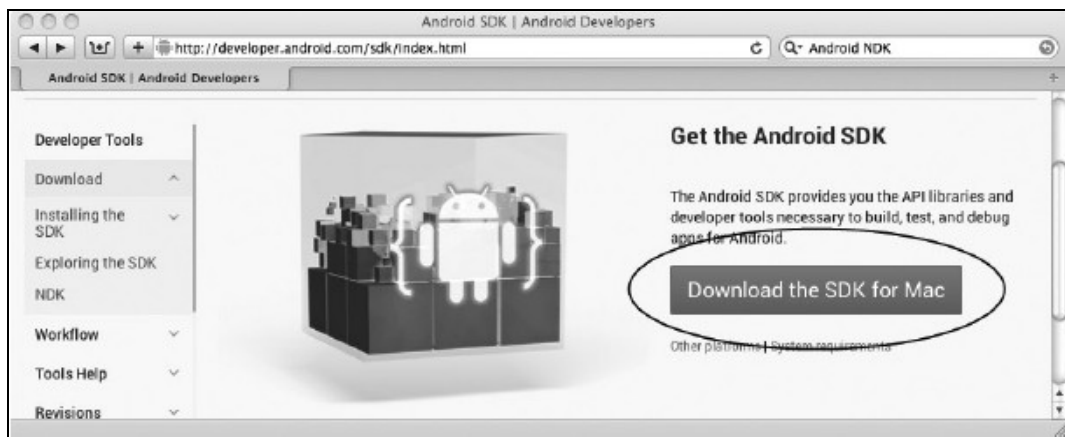 Android SDK | Android Developers
http://developer.android.com/sdk/index.html
Android NDK
Android SDK | Android Developers
Developer Tools
Download
Installing the
SDK
Exploring the SDK
NDK
Workflow
Tools Help
Revisions
Get the Android SDK
The Android SDK provides you the API libraries and
developer tools necessary to build, test, and debug
apps for Android.
Download the SDK for Mac
Other platforms | System requirements